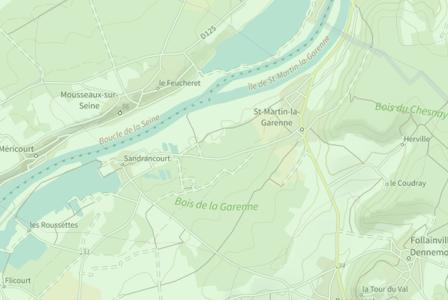 D125
le Feucheret
Île de St-Martin-la-Garenne
Mousseaux-sur-
Seine
86
Boucle de la Seine
St-Martin-la-
Garenne
Bois du Chesnay
Herville
Méricourt
Sandrancourt
le Coudray
Bois de la Garenne
les Roussettes
Follainvill
Dennemo
Flicourt
la Tour du Val